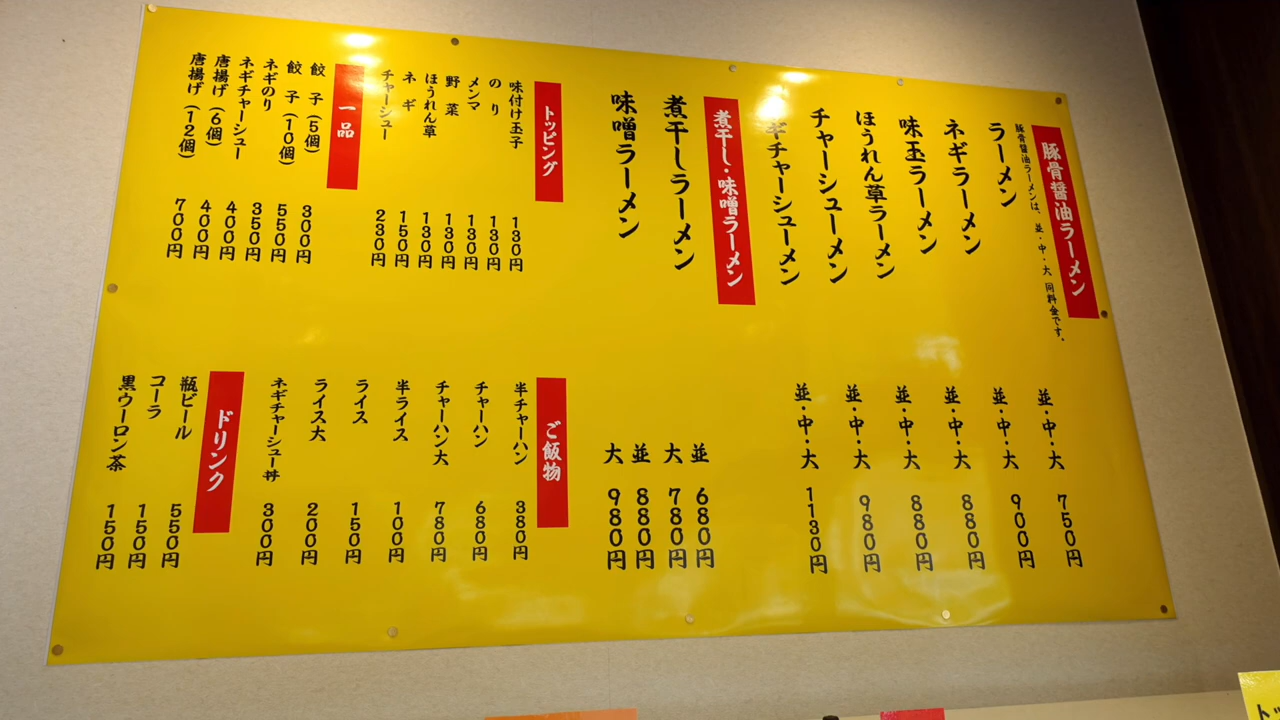 豚骨醤油ラーメン
豚骨醤油ラーメンは、並・中・大 同料金です。
ラーメン 並・中・大 750円
ネギラーメン 並・中・大 900円
味玉ラーメン 並・中・大 880円
ほうれん草ラーメン 並・中・大 880円
チャーシューメン 並・中・大 980円
ギチャーシューメン 並・中・大 1130円
煮干し・味噌ラーメン
煮干しラーメン 並 680円
大 780円
味噌ラーメン 並 880円
大 980円
トッピング
味付け玉子 130円
のり 130円
メンマ 130円
野菜 130円
ほうれん草 130円
ネギ 150円
チャーシュー 230円
一品
餃子(5個) 300円
餃子(10個) 550円
ネギのり 350円
ネギチャーシュー 400円
唐揚げ(6個) 400円
唐揚げ(12個) 700円
ご飯物
半チャーハン 380円
チャーハン 680円
チャーハン大 780円
半ライス 100円
ライス 150円
ライス大 200円
ネギチャーシュー丼 300円
ドリンク
瓶ビール 550円
コーラ 150円
黒ウーロン茶 150円